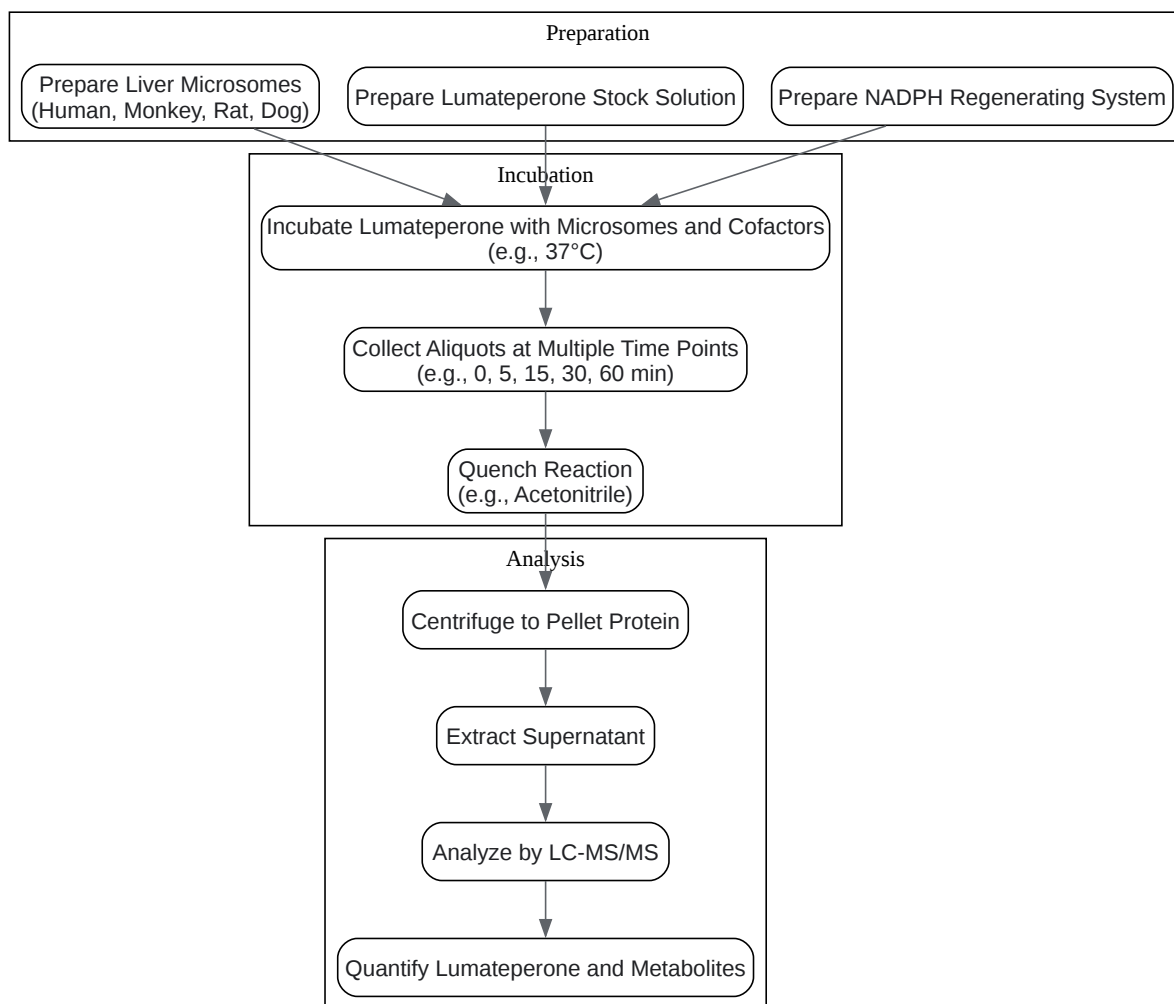 Preparation
Prepare Liver Microsomes
(Human, Monkey, Rat, Dog)
Prepare Lumateperone Stock Solution
Prepare NADPH Regenerating System
Incubation
Incubate Lumateperone with Microsomes and Cofactors
(e.g., 37°C)
Collect Aliquots at Multiple Time Points
(e.g., 0, 5, 15, 30, 60 min)
Quench Reaction
(e.g., Acetonitrile)
Analysis
Centrifuge to Pellet Protein
Extract Supernatant
Analyze by LC-MS/MS
Quantify Lumateperone and Metabolites